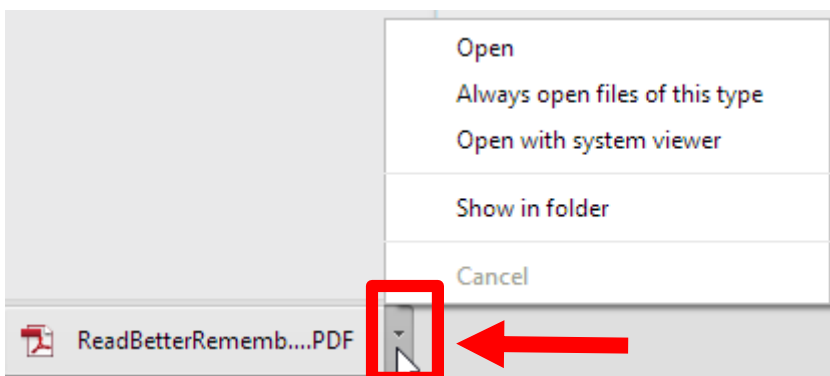 Open
Always open files of this type
Open with system viewer
Show in folder
Cancel
ReadBetterRememb....PDF